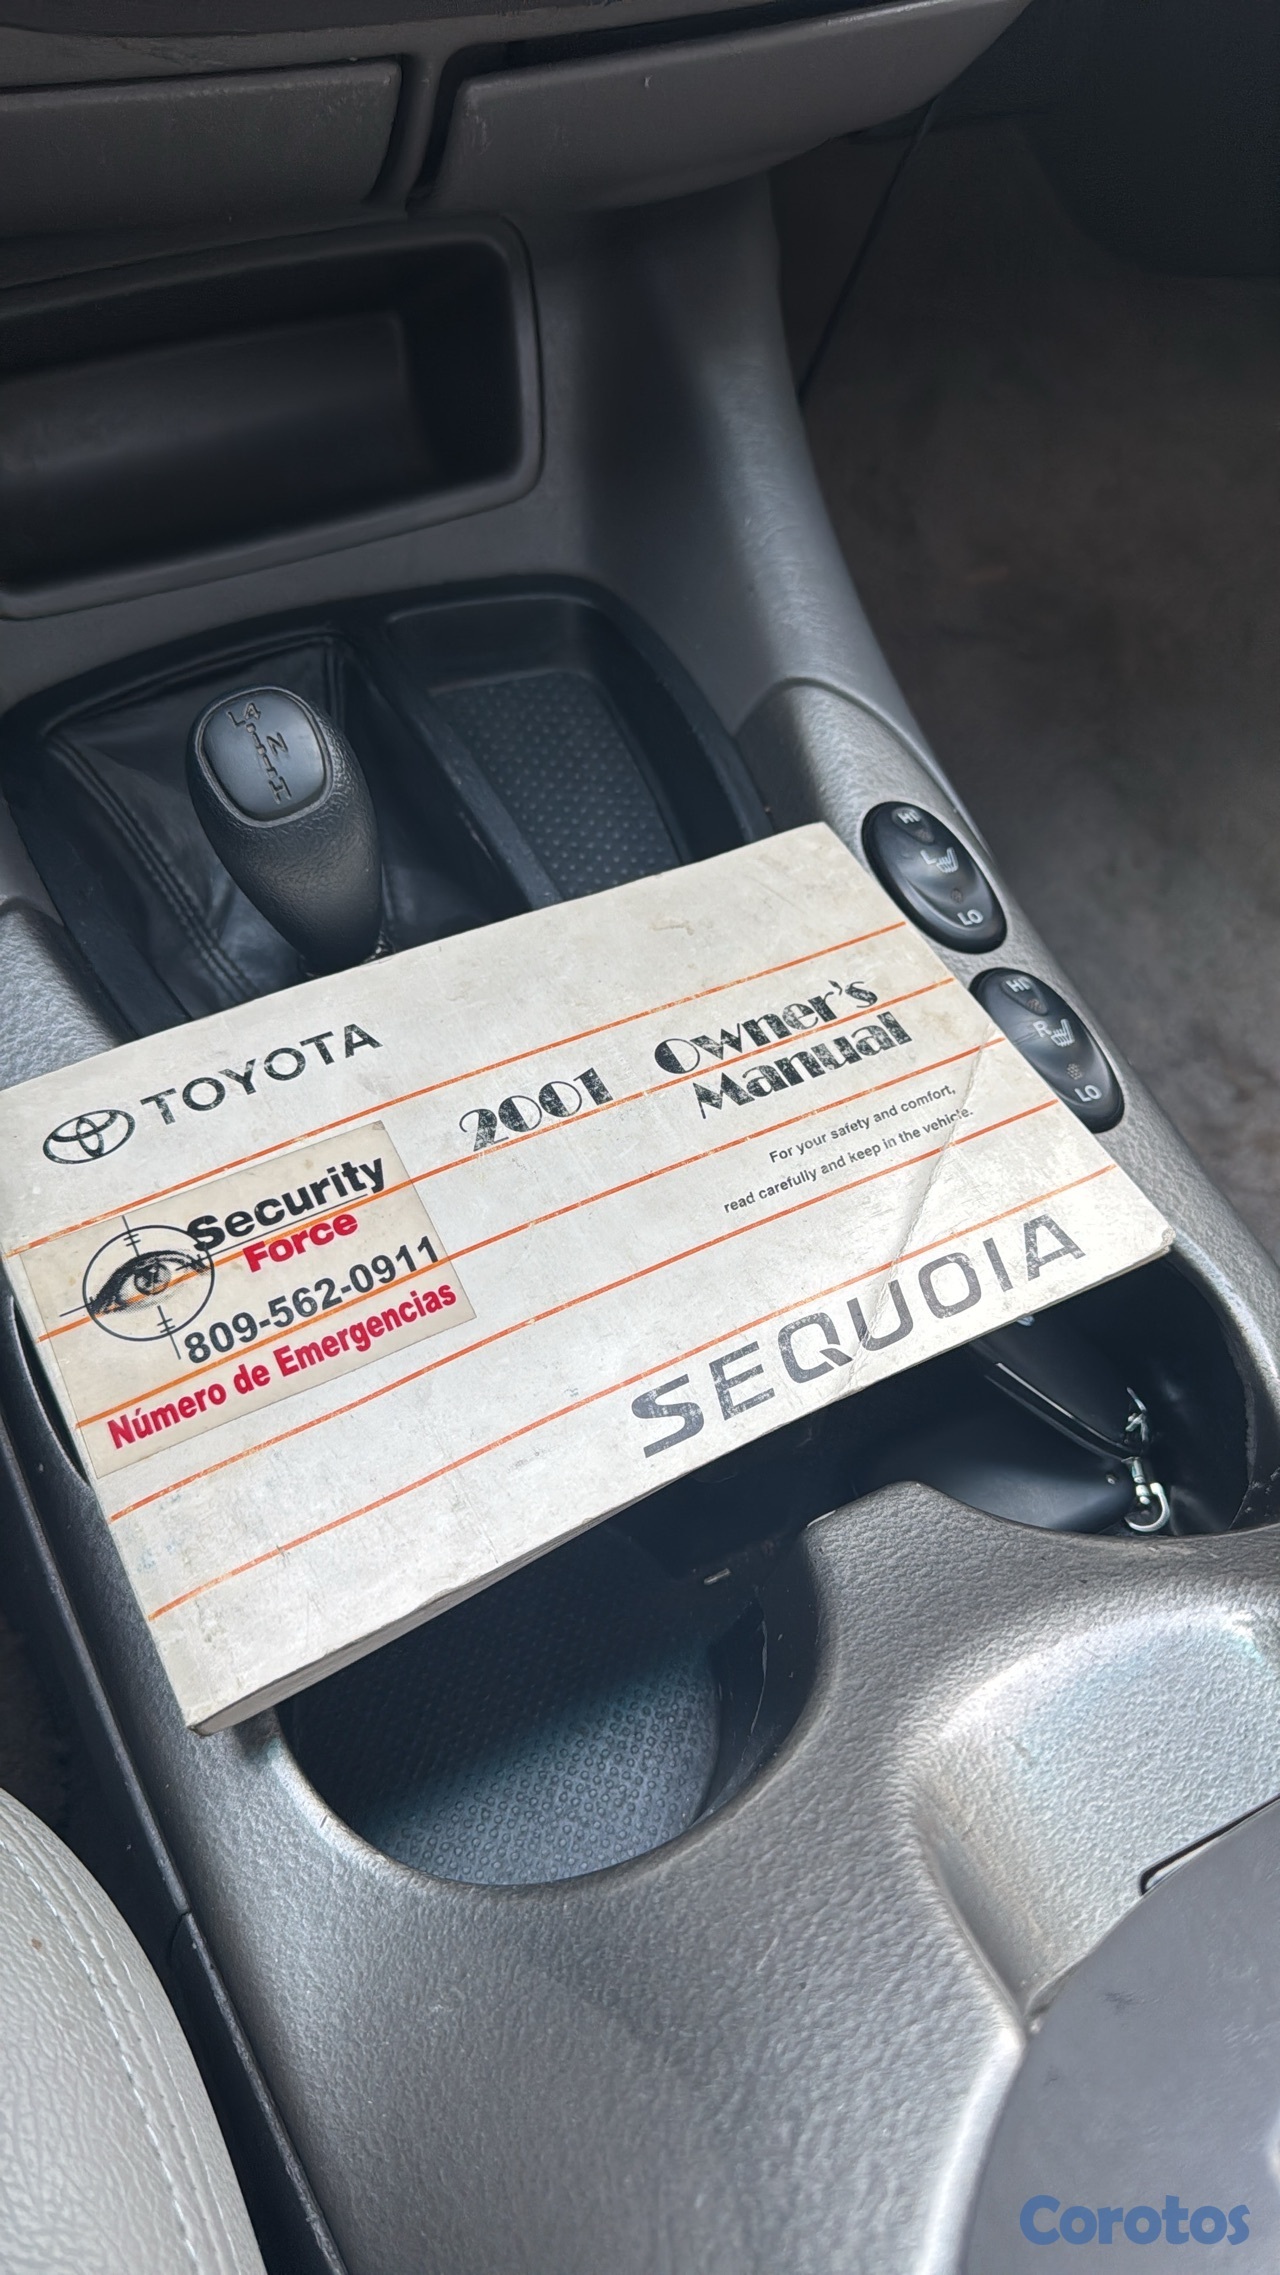 L4
N
H
HI
L
LO
HI
R
LO
TOYOTA
2001 Owner's
Manual
For your safety and comfort,
read carefully and keep in the vehicle.
Security
Force
809-562-0911
Número de Emergencias
SEQUOIA
Corotos